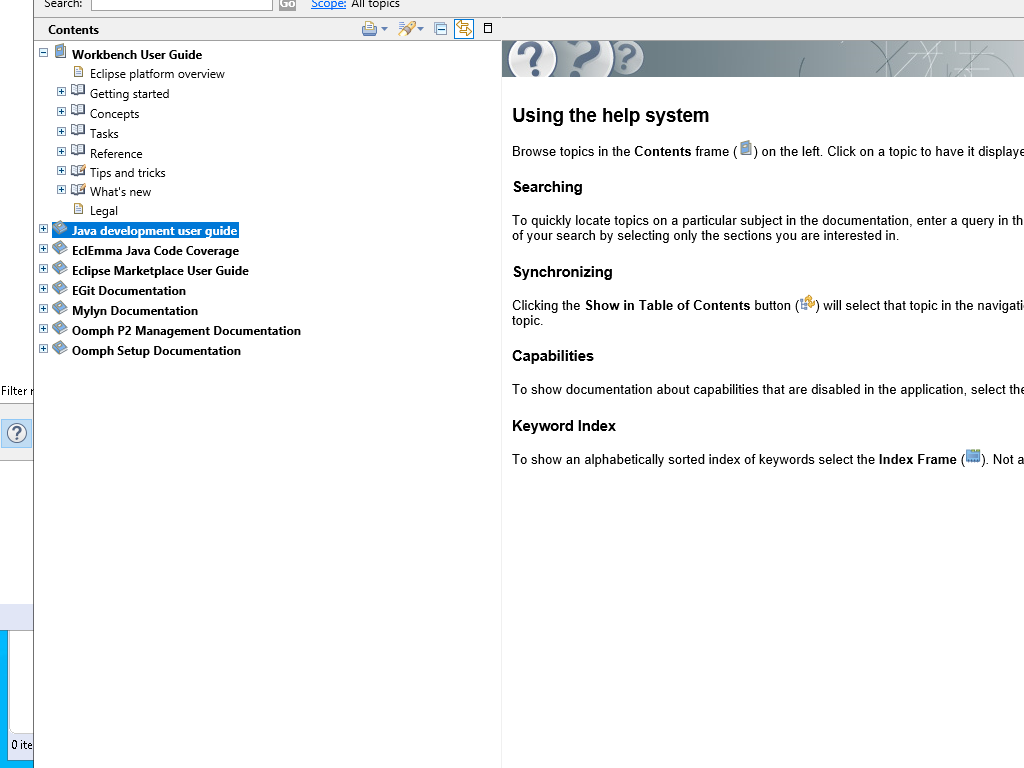 Search: Go Scope: All topics
Contents
Workbench User Guide
Eclipse platform overview
Getting started
Concepts
Tasks
Reference
Tips and tricks
What's new
Legal
Java development user guide
EclEmma Java Code Coverage
Eclipse Marketplace User Guide
EGit Documentation
Mylyn Documentation
Oomph P2 Management Documentation
Oomph Setup Documentation
Filter
0 ite
Using the help system
Browse topics in the Contents frame ( ) on the left. Click on a topic to have it displaye
Searching
To quickly locate topics on a particular subject in the documentation, enter a query in th
of your search by selecting only the sections you are interested in.
Synchronizing
Clicking the Show in Table of Contents button ( ) will select that topic in the navigati
topic.
Capabilities
To show documentation about capabilities that are disabled in the application, select the
Keyword Index
To show an alphabetically sorted index of keywords select the Index Frame ( ). Not a